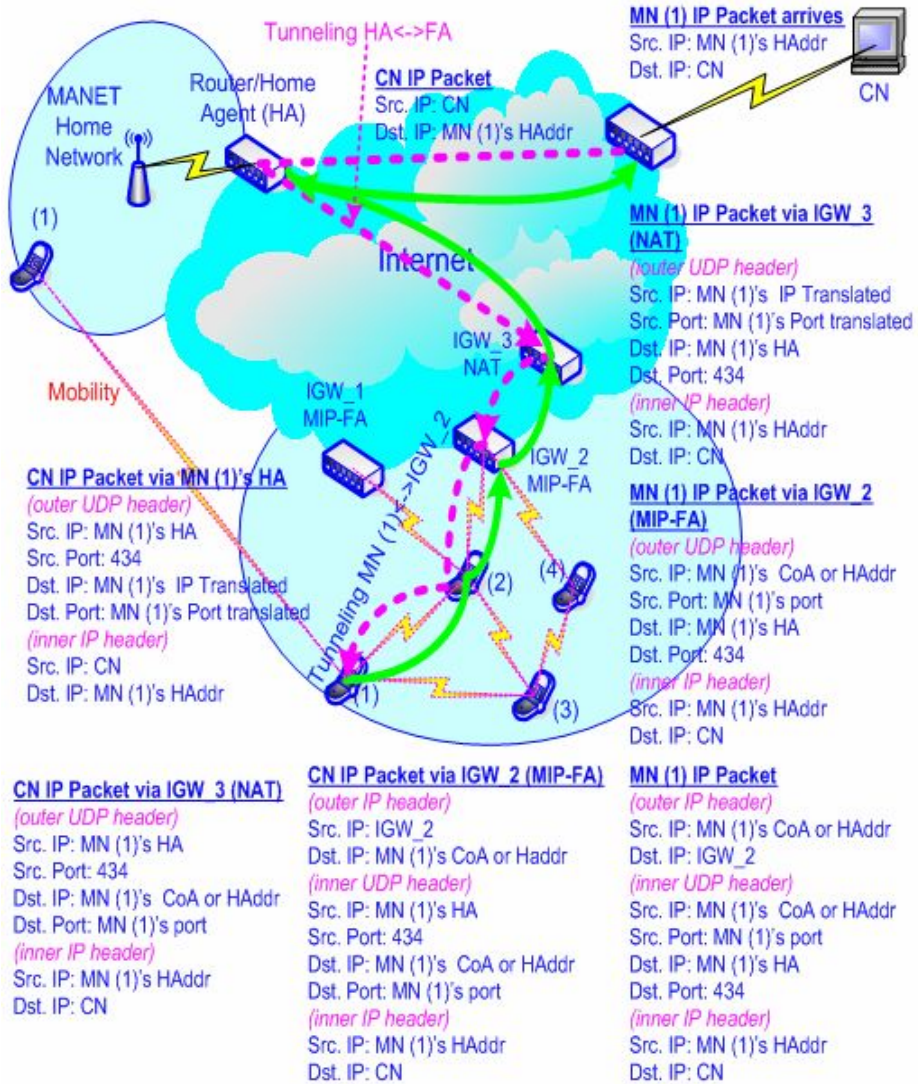 Tunneling HA<->FA
MN (1) IP Packet arrives
Src. IP: MN (1)'s HAddr
Dst. IP: CN
CN
MANET
Home
Network
Router/Home
Agent (HA)
CN IP Packet
Src. IP: CN
Dst. IP: MN (1)'s HAddr
(1)
Internet
MN (1) IP Packet via IGW_3
(NAT)
(iouter UDP header)
Src. IP: MN (1)'s IP Translated
Src. Port: MN (1)'s Port translated
Dst. IP: MN (1)'s HA
Dst. Port: 434
(inner IP header)
Src. IP: MN (1)'s HAddr
Dst. IP: CN
IGW_3
NAT
Mobility
IGW_1
MIP-FA
IGW_2
MIP-FA
Tunneling MN (1)<->IGW_2
CN IP Packet via MN (1)'s HA
(outer UDP header)
Src. IP: MN (1)'s HA
Src. Port: 434
Dst. IP: MN (1)'s IP Translated
Dst. Port: MN (1)'s Port translated
(inner IP header)
Src. IP: CN
Dst. IP: MN (1)'s HAddr
(2)
(4)
(1)
(3)
MN (1) IP Packet via IGW_2
(MIP-FA)
(outer UDP header)
Src. IP: MN (1)'s CoA or HAddr
Src. Port: MN (1)'s port
Dst. IP: MN (1)'s HA
Dst. Port: 434
(inner IP header)
Src. IP: MN (1)'s HAddr
Dst. IP: CN
CN IP Packet via IGW_3 (NAT)
(outer UDP header)
Src. IP: MN (1)'s HA
Src. Port: 434
Dst. IP: MN (1)'s CoA or HAddr
Dst. Port: MN (1)'s port
(inner IP header)
Src. IP: MN (1)'s HAddr
Dst. IP: CN
CN IP Packet via IGW_2 (MIP-FA)
(outer IP header)
Src. IP: IGW_2
Dst. IP: MN (1)'s CoA or Haddr
(inner UDP header)
Src. IP: MN (1)'s HA
Src. Port: 434
Dst. IP: MN (1)'s CoA or HAddr
Dst. Port: MN (1)'s port
(inner IP header)
Src. IP: MN (1)'s HAddr
Dst. IP: CN
MN (1) IP Packet
(outer IP header)
Src. IP: MN (1)'s CoA or HAddr
Dst. IP: IGW_2
(inner UDP header)
Src. IP: MN (1)'s CoA or HAddr
Src. Port: MN (1)'s port
Dst. IP: MN (1)'s HA
Dst. Port: 434
(inner IP header)
Src. IP: MN (1)'s HAddr
Dst. IP: CN